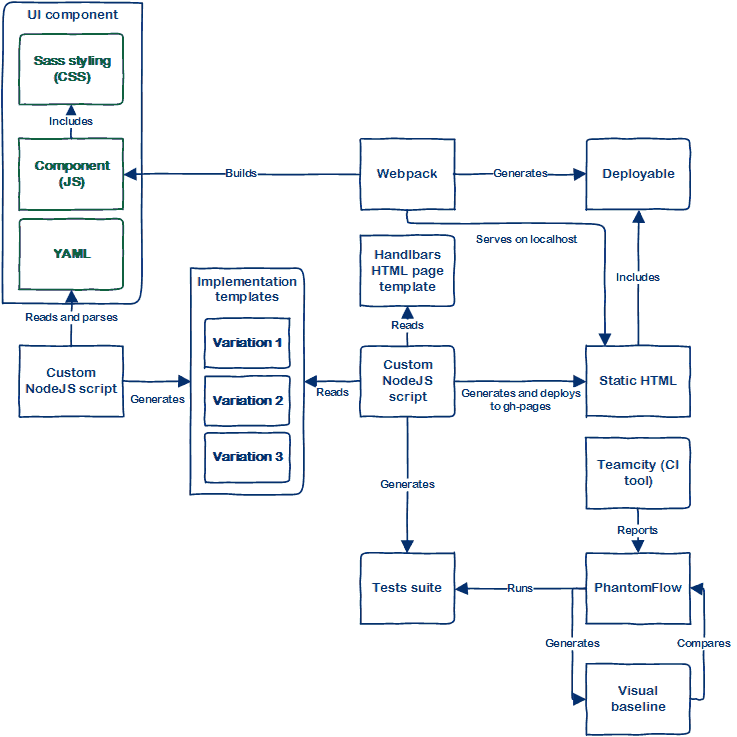 UI component
Sass styling
(CSS)
Includes
Component
(JS)
Builds
Webpack
Generates
Deployable
YAML
Serves on localhost
Handlbars
HTML page
template
Includes
Reads and parses
Implementation
templates
Variation 1
Variation 2
Variation 3
Reads
Custom
NodeJS script
Generates
Reads
Custom
NodeJS
script
Generates and deploys
to gh-pages
Static HTML
Teamcity (CI
tool)
Generates
Reports
Tests suite
Runs
PhantomFlow
Generates
Compares
Visual
baseline